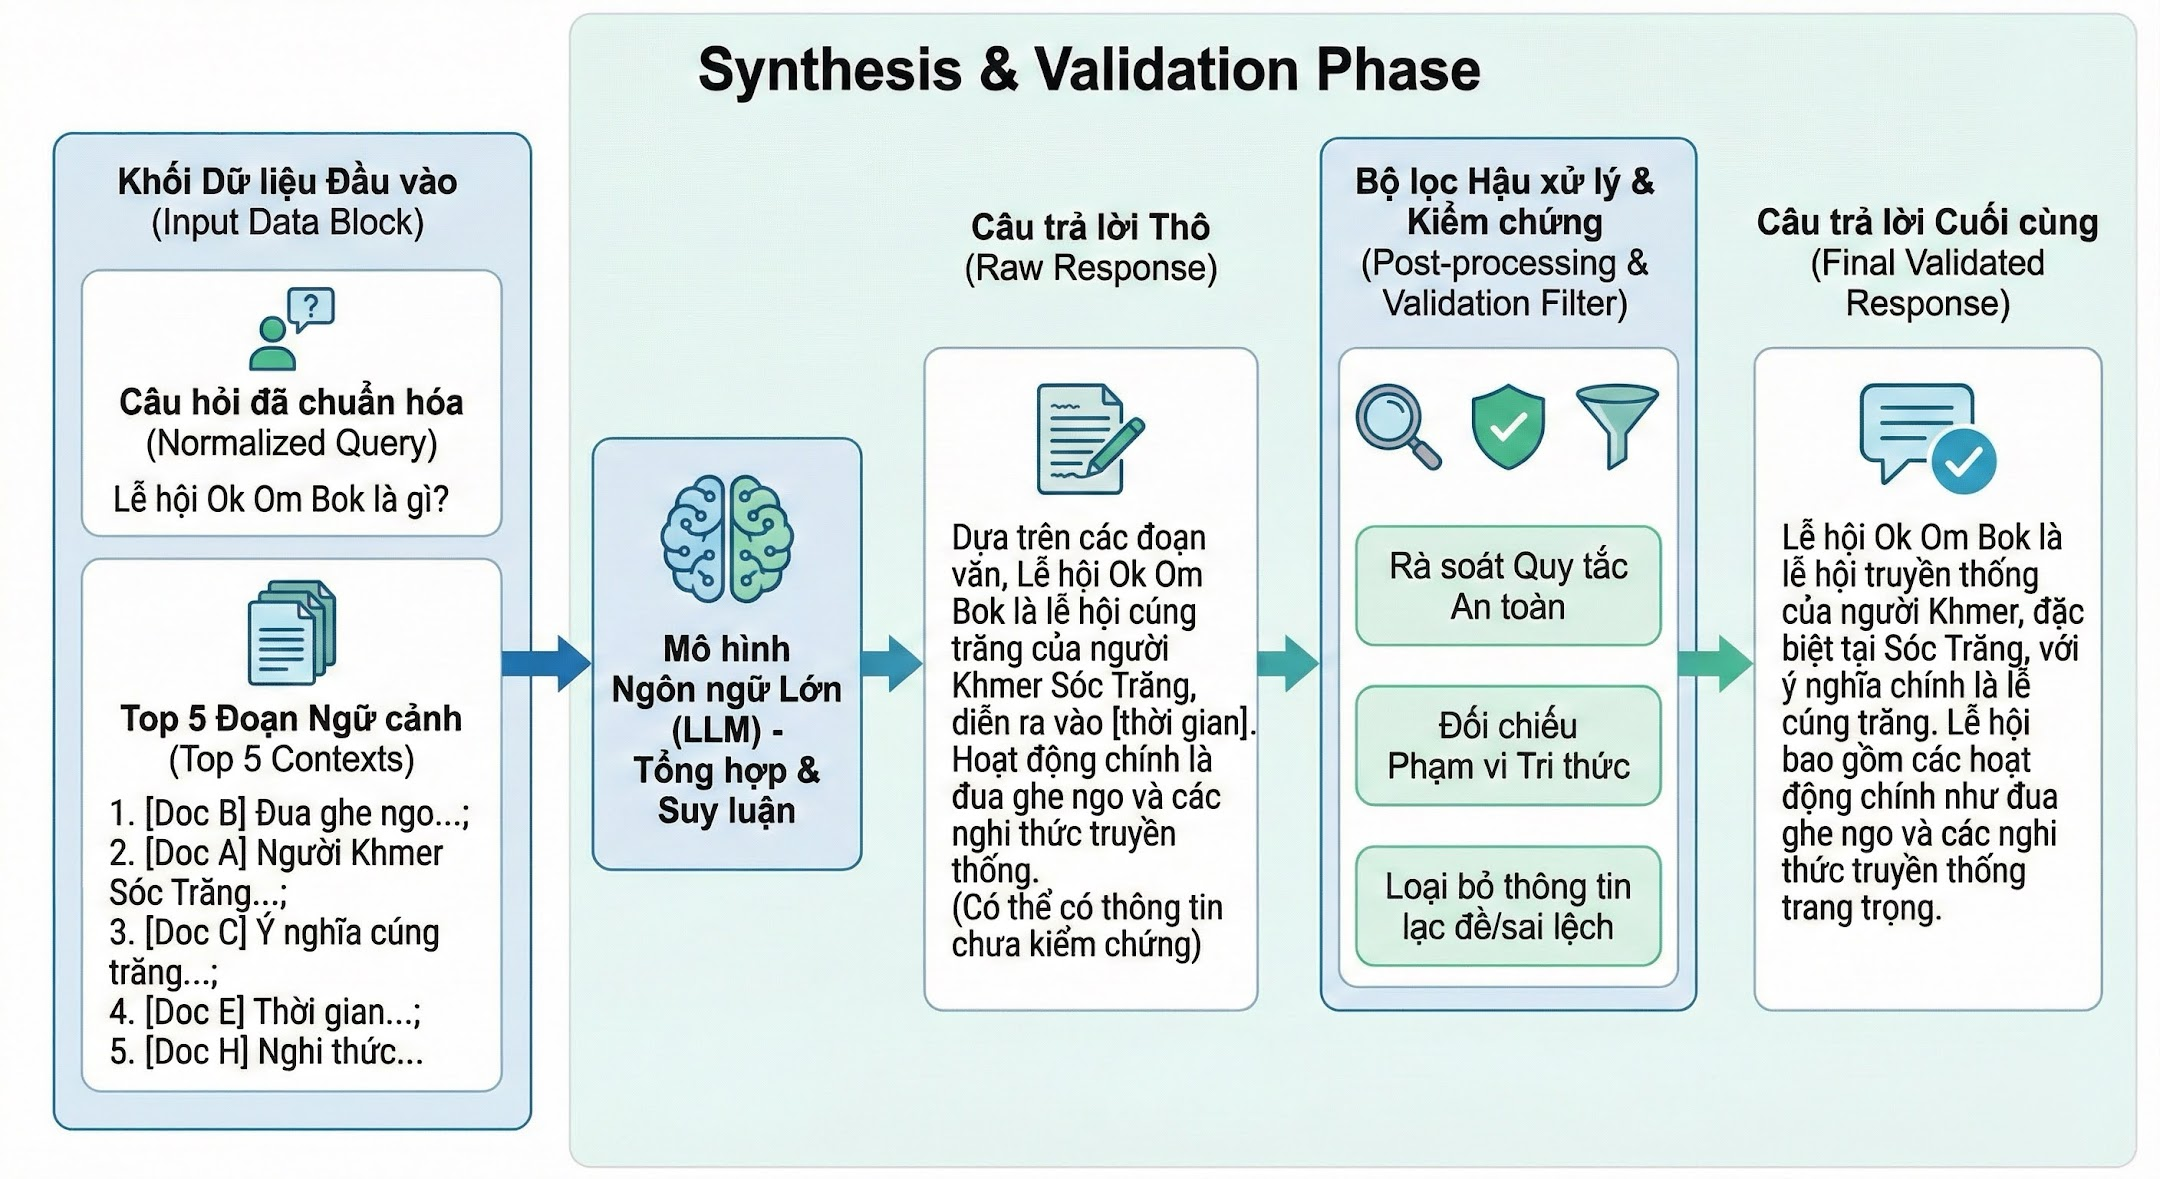 Synthesis & Validation Phase
Khối Dữ liệu Đầu vào
(Input Data Block)
Câu hỏi đã chuẩn hóa
(Normalized Query)
Lễ hội Ok Om Bok là gì?
Top 5 Đoạn Ngữ cảnh
(Top 5 Contexts)
1. [Doc B] Đua ghe ngo...;
2. [Doc A] Người Khmer
Sóc Trăng...;
3. [Doc C] Ý nghĩa cúng
trăng...;
4. [Doc E] Thời gian...;
5. [Doc H] Nghi thức...
Mô hình
Ngôn ngữ Lớn
(LLM) -
Tổng hợp &
Suy luận
Câu trả lời Thô
(Raw Response)
Dựa trên các đoạn
văn, Lễ hội Ok Om
Bok là lễ hội cúng
trăng của người
Khmer Sóc Trăng,
diễn ra vào [thời gian].
Hoạt động chính là
đua ghe ngo và các
nghi thức truyền
thống.
(Có thể có thông tin
chưa kiểm chứng)
Bộ lọc Hậu xử lý &
Kiểm chứng
(Post-processing &
Validation Filter)
Rà soát Quy tắc
An toàn
Đối chiếu
Phạm vi Tri thức
Loại bỏ thông tin
lạc đề/sai lệch
Câu trả lời Cuối cùng
(Final Validated
Response)
Lễ hội Ok Om Bok là
lễ hội truyền thống
của người Khmer, đặc
biệt tại Sóc Trăng, với
ý nghĩa chính là lễ
cúng trăng. Lễ hội
bao gồm các hoạt
động chính như đua
ghe ngo và các nghi
thức truyền thống
trang trọng.